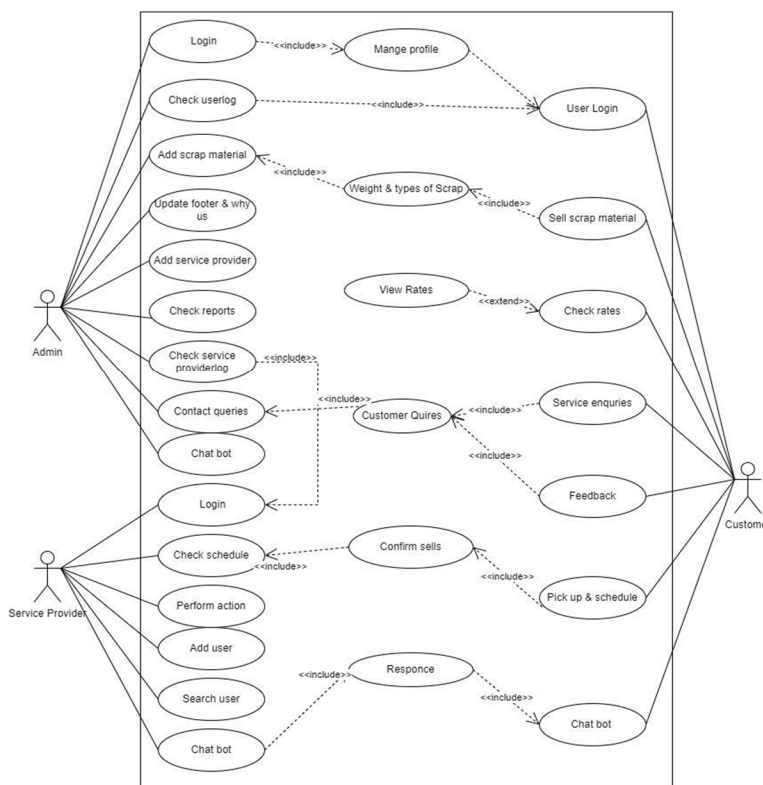 Login
<<include>>
Mange profile
Check userlog
<<include>>
User Login
Add scrap material
<<include>>
Weight & types of Scrap
<<include>>
Sell scrap material
Update footer & why
us
Add service provider
View Rates
<<extend>>
Check rates
Admin
Check reports
Check service
providerlog
<<include>>
Contact queries
<<include>>
Customer Quires
<<include>>
Service enquries
Chat bot
<<include>>
Feedback
Custome
Login
Check schedule
<<include>>
Confirm sells
<<include>>
Pick up & schedule
Service Provider
Perform action
Add user
Search user
<<include>>
Responce
<<include>>
Chat bot
Chat bot